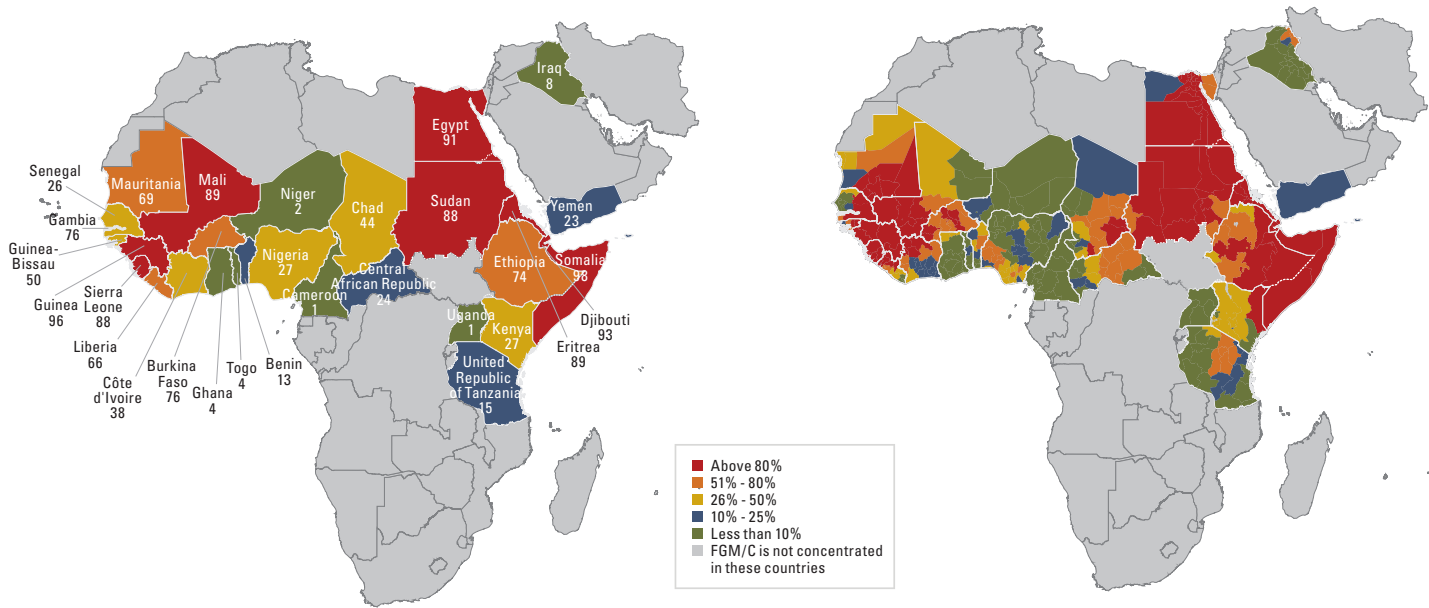 Iraq
8
Egypt
91
Senegal
26
Mauritania
69
Mali
89
Niger
2
Chad
44
Sudan
88
Yemen
23
Gambia
76
Guinea-
Bissau
50
Nigeria
27
Ethiopia
74
Somalia
98
Central
African Republic
24
Guinea
96
Sierra
Leone
88
Cameroon
1
Uganda
1
Kenya
27
Djibouti
93
Eritrea
89
Liberia
66
Côte
d'Ivoire
38
Burkina
Faso
76
Ghana
4
Togo
4
Benin
13
United
Republic
of Tanzania
15
Above 80%
51% - 80%
26% - 50%
10% - 25%
Less than 10%
FGM/C is not concentrated
in these countries